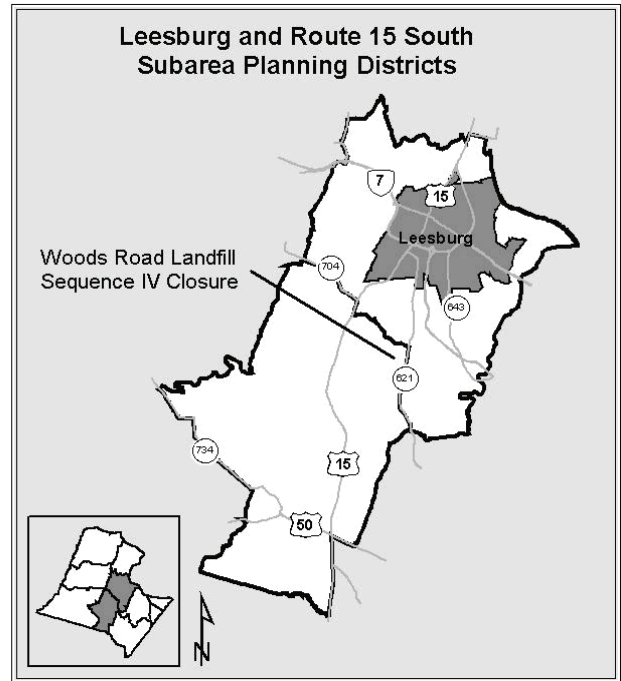 Leesburg and Route 15 South
Subarea Planning Districts
7
15
Leesburg
Woods Road Landfill
Sequence IV Closure
704
643
621
734
15
50
N